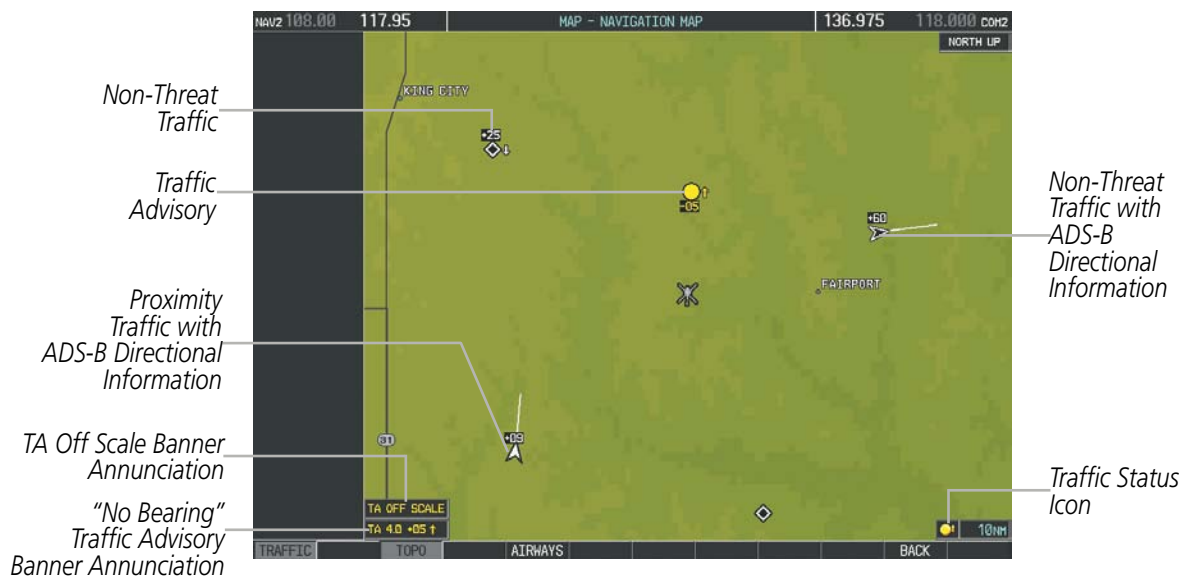 NAV2 108.00 117.95 MAP - NAVIGATION MAP 136.975 118.000 COM2
NORTH UP
KING CITY
+25
-05
+60
FAIRPORT
31
+09
TA OFF SCALE
TA 4.0 +05 ↑
10NM
TRAFFIC TOPO AIRWAYS BACK
Non-Threat
Traffic
Traffic
Advisory
Proximity
Traffic with
ADS-B Directional
Information
TA Off Scale Banner
Annunciation
"No Bearing"
Traffic Advisory
Banner Annunciation
Non-Threat
Traffic with
ADS-B
Directional
Information
Traffic Status
Icon